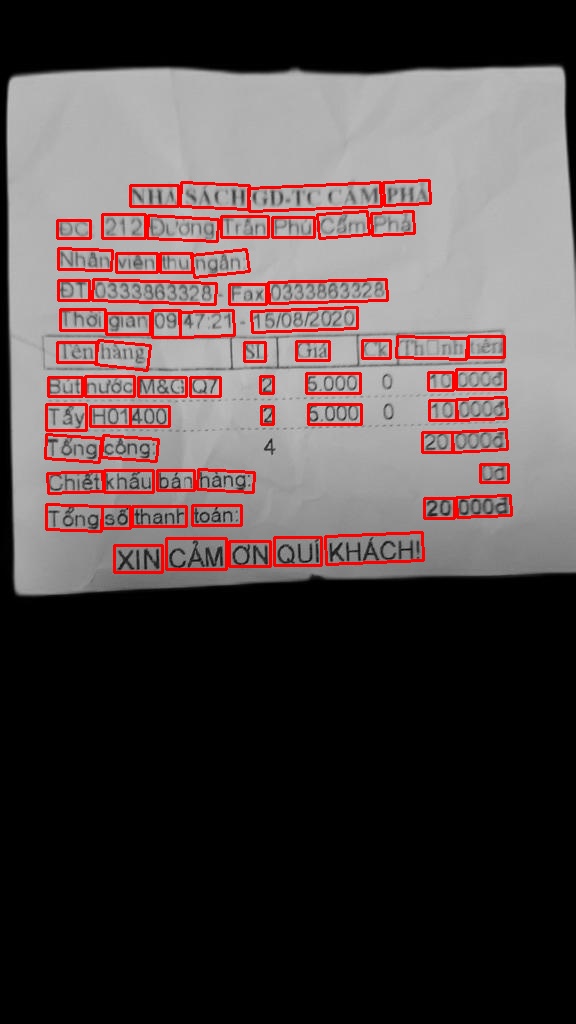 NHA SÁCH GD-TC CẨM PHẢ
ĐC 212 Đường Trần Phú Cẩm Phả
Nhân viên thu ngân:
ĐT 0333863328 - Fax 0333863328
Thời gian 09 47:21 - 15/08/2020
Tên hàng SL Giá Ck Th□nh tiền
Bút nước M&G Q7 2 5.000 0 10 000đ
Tẩy H01400 2 5.000 0 10 000đ
Tổng cộng: 4 20 000đ
Chiết khấu bán hàng: 0đ
Tổng số thanh toán: 20 000đ
XIN CẢM ƠN QUÍ KHÁCH!